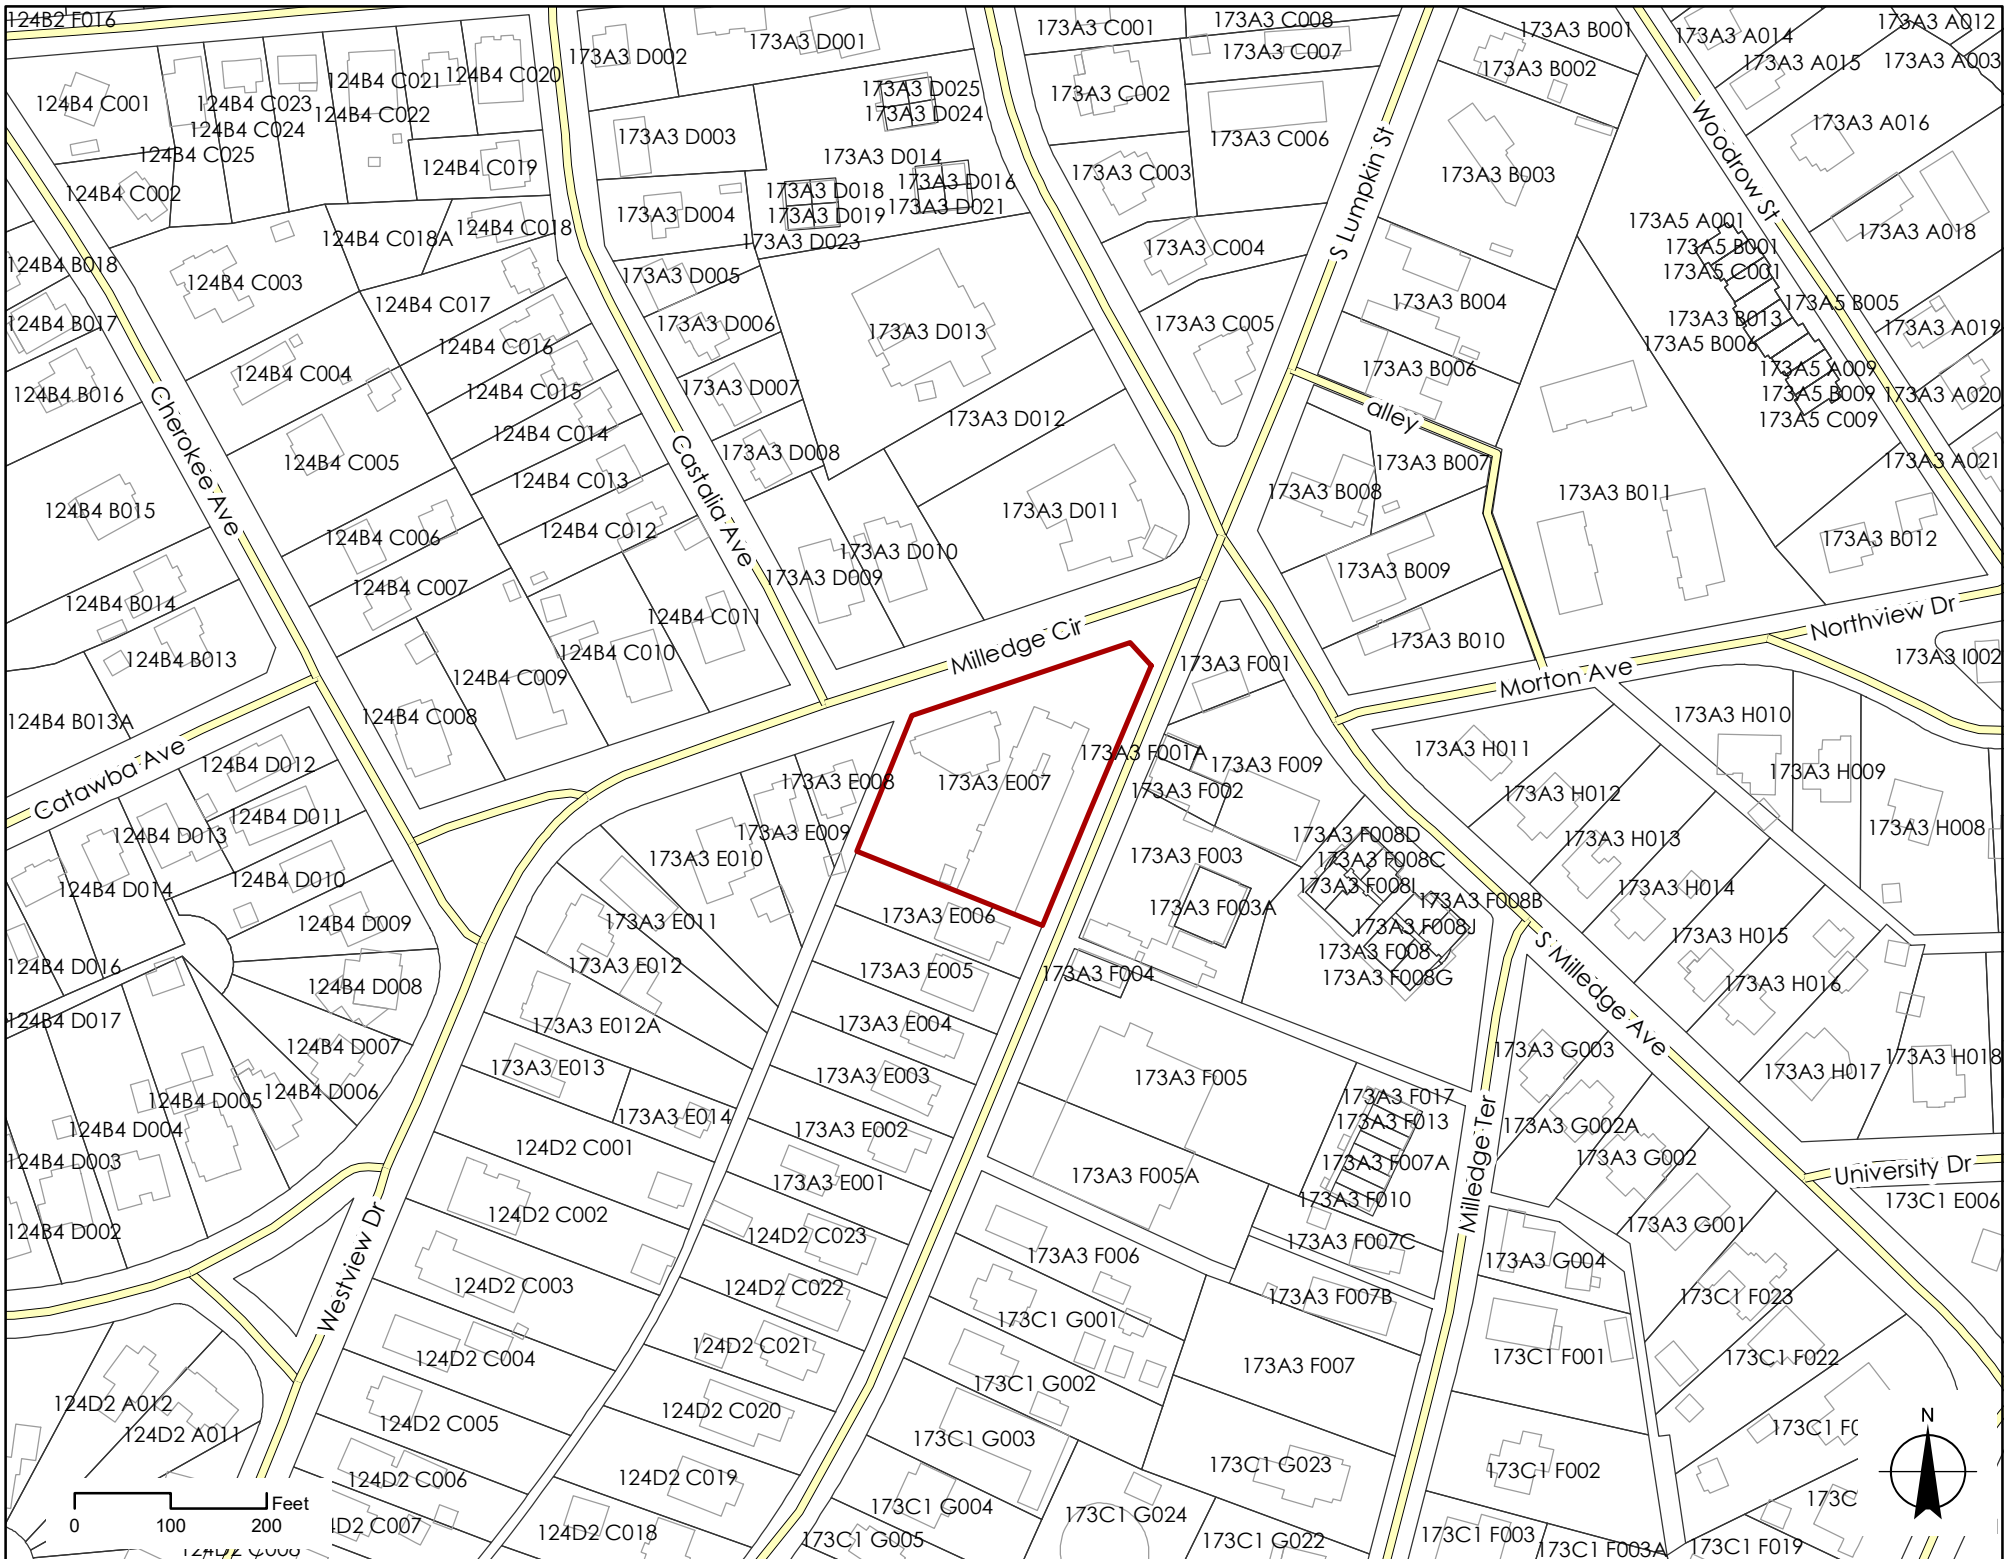 124B2 F016
173A3 D002
173A3 D001
173A3 C001
173A3 C008
173A3 C007
173A3 B001
173A3 B002
173A3 A014
173A3 A012
173A3 A015
173A3 A003
124B4 C001
124B4 C023
124B4 C021
124B4 C020
124B4 C022
124B4 C024
124B4 C025
124B4 C002
124B4 C019
173A3 D003
173A3 D025
173A3 D024
173A3 D014
173A3 C002
173A3 C006
173A3 C003
173A3 B003
173A3 A016
Woodrow St
S Lumpkin St
173A3 D018
173A3 D016
173A3 D019
173A3 D021
173A3 D004
173A3 D023
124B4 C018A
124B4 C018
173A3 C004
173A5 A001
173A5 B001
173A5 C001
173A3 A018
124B4 B018
124B4 C003
124B4 C017
173A3 D005
173A3 B004
173A5 B005
124B4 B017
124B4 C016
173A3 D006
173A3 D013
173A3 C005
173A3 B013
173A5 B006
173A3 A019
124B4 B016
124B4 C004
124B4 C015
173A3 D007
173A3 B006
173A5 A009
173A5 B009
173A5 C009
173A3 A020
Cherokee Ave
124B4 C005
124B4 C014
173A3 D012
alley
173A3 D008
Castalia Ave
173A3 B007
173A3 A021
124B4 C013
173A3 B008
173A3 B011
124B4 B015
124B4 C006
124B4 C012
173A3 D011
173A3 B012
173A3 D010
173A3 D009
173A3 B009
124B4 B014
124B4 C007
124B4 C011
173A3 B010
Northview Dr
Milledge Cir
124B4 B013
124B4 C010
124B4 C009
173A3 F001
Morton Ave
173A3 I002
124B4 B013A
124B4 C008
173A3 H010
173A3 H011
Catawba Ave
124B4 D012
173A3 E008
173A3 E007
173A3 F001A
173A3 F009
173A3 H009
173A3 F002
173A3 H012
124B4 D013
124B4 D011
173A3 E009
173A3 F008D
173A3 H013
173A3 H008
173A3 E010
173A3 F003
173A3 F008C
124B4 D014
124B4 D010
173A3 F008I
173A3 H014
173A3 F008B
173A3 E011
173A3 E006
173A3 F003A
124B4 D009
173A3 F008J
S Milledge Ave
173A3 H015
173A3 F008
124B4 D016
173A3 E012
173A3 E005
173A3 F004
173A3 F008G
173A3 H016
124B4 D008
124B4 D017
173A3 E012A
173A3 E004
124B4 D007
173A3 G003
173A3 H017
173A3 H018
173A3 E013
173A3 E003
173A3 F005
124B4 D006
124B4 D005
173A3 F017
173A3 E014
173A3 F013
Milledge Ter
173A3 G002A
124B4 D004
173A3 E002
124D2 C001
173A3 G002
124B4 D003
173A3 F007A
173A3 E001
173A3 F005A
173A3 F010
University Dr
173C1 E006
124D2 C002
124B4 D002
124D2 C023
173A3 F007C
173A3 G001
Westview Dr
173A3 F006
173A3 G004
124D2 C003
124D2 C022
173A3 F007B
173C1 F023
173C1 G001
124D2 C021
124D2 C004
173A3 F007
173C1 F001
173C1 F022
173C1 G002
124D2 A012
124D2 C020
124D2 C005
124D2 A011
173C1 G003
N
124D2 C006
124D2 C019
173C1 G023
173C1 F002
173C1 G004
Feet
0 100 200
124D2 C018
173C1 G005
173C1 G024
173C1 G022
173C1 F003
173C1 F003A
173C1 F019